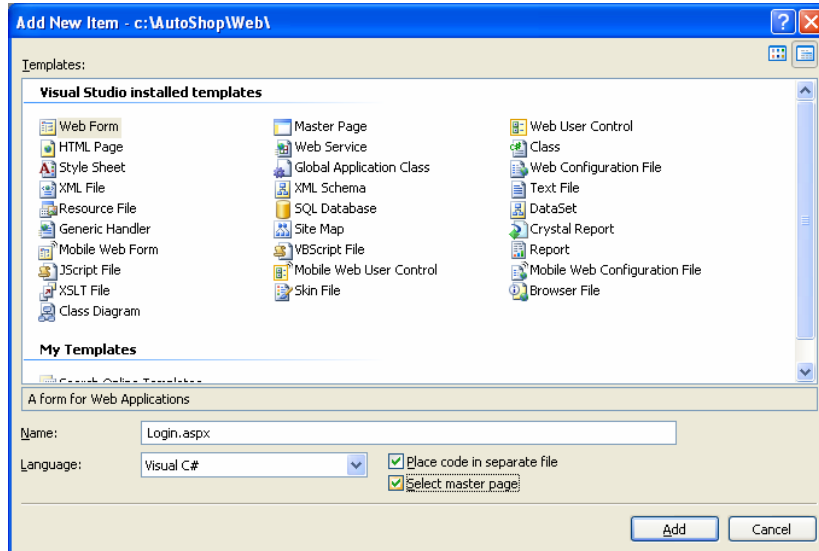 Add New Item - c:\AutoShop\Web\
Templates:
Visual Studio installed templates
Web Form Master Page Web User Control
HTML Page Web Service Class
Style Sheet Global Application Class Web Configuration File
XML File XML Schema Text File
Resource File SQL Database DataSet
Generic Handler Site Map Crystal Report
Mobile Web Form VBScript File Report
JScript File Mobile Web User Control Mobile Web Configuration File
XSLT File Skin File Browser File
Class Diagram
My Templates
Search Online Templates
A form for Web Applications
Name: Login.aspx
Language: Visual C# Place code in separate file
Select master page
Add Cancel